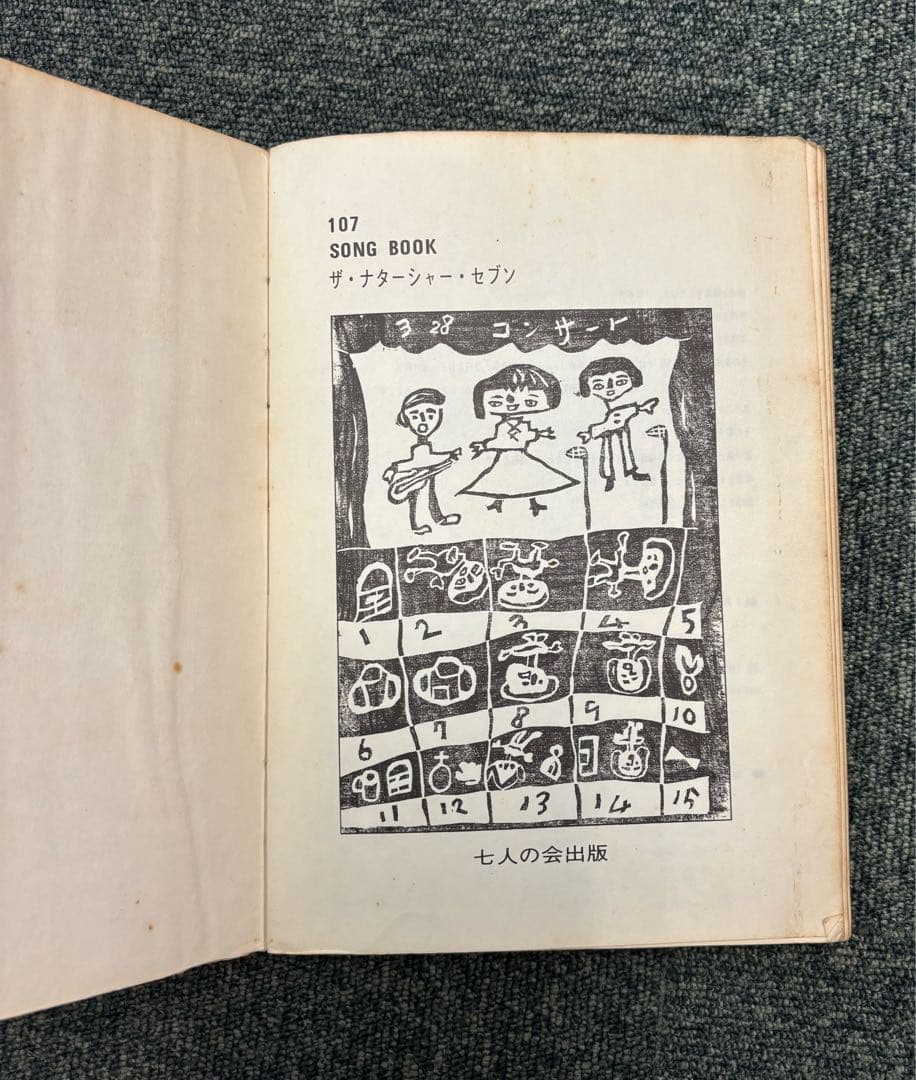 107
SONG BOOK
ザ・ナターシャー・セブン
3 28 コンサート
1 2 3 4 5
6 7 8 9 10
11 12 13 14 15
七人の会出版